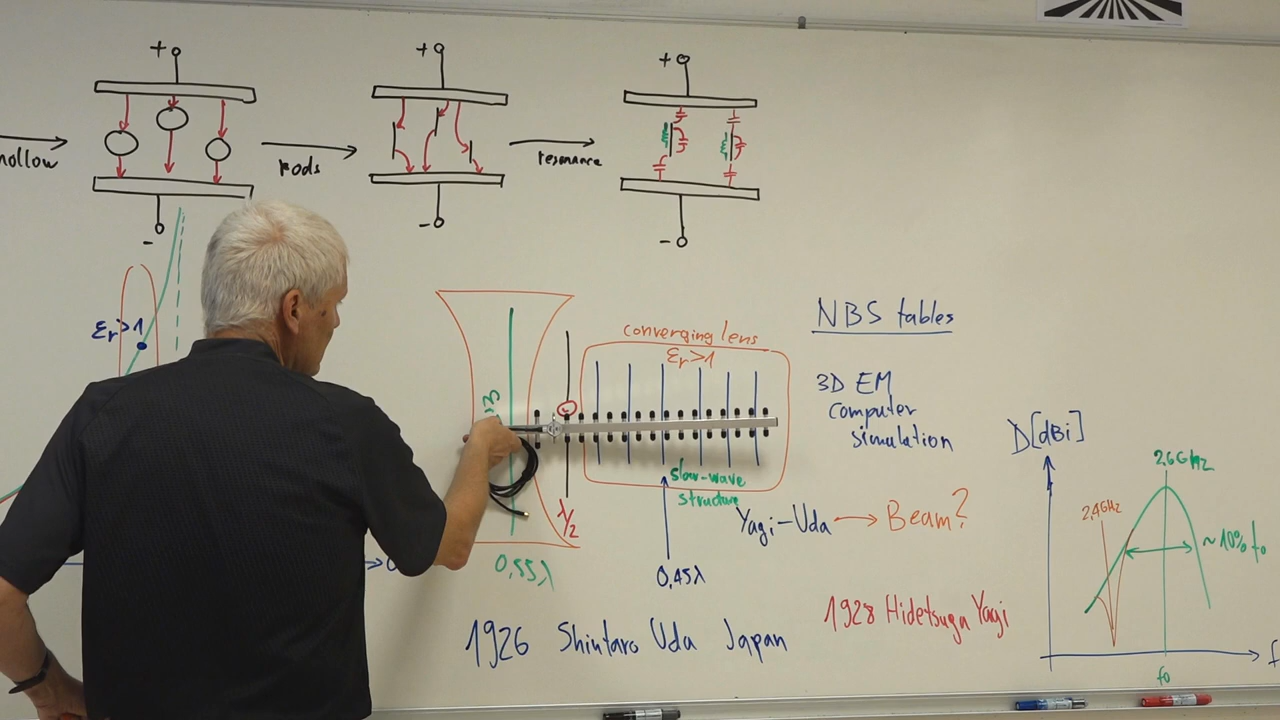 +
+
+
hollow
rods
resonance
-
-
-
εr>1
converging lens
εr>1
NBS tables
3D EM
computer
simulation
slow-wave
structure
λ/2
0,55λ
0,45λ
Yagi-Uda → Beam?
1926 Shintaro Uda Japan
1928 Hidetsugu Yagi
D[dBi]
2,6GHz
2,4GHz
~10% fo
fo
f